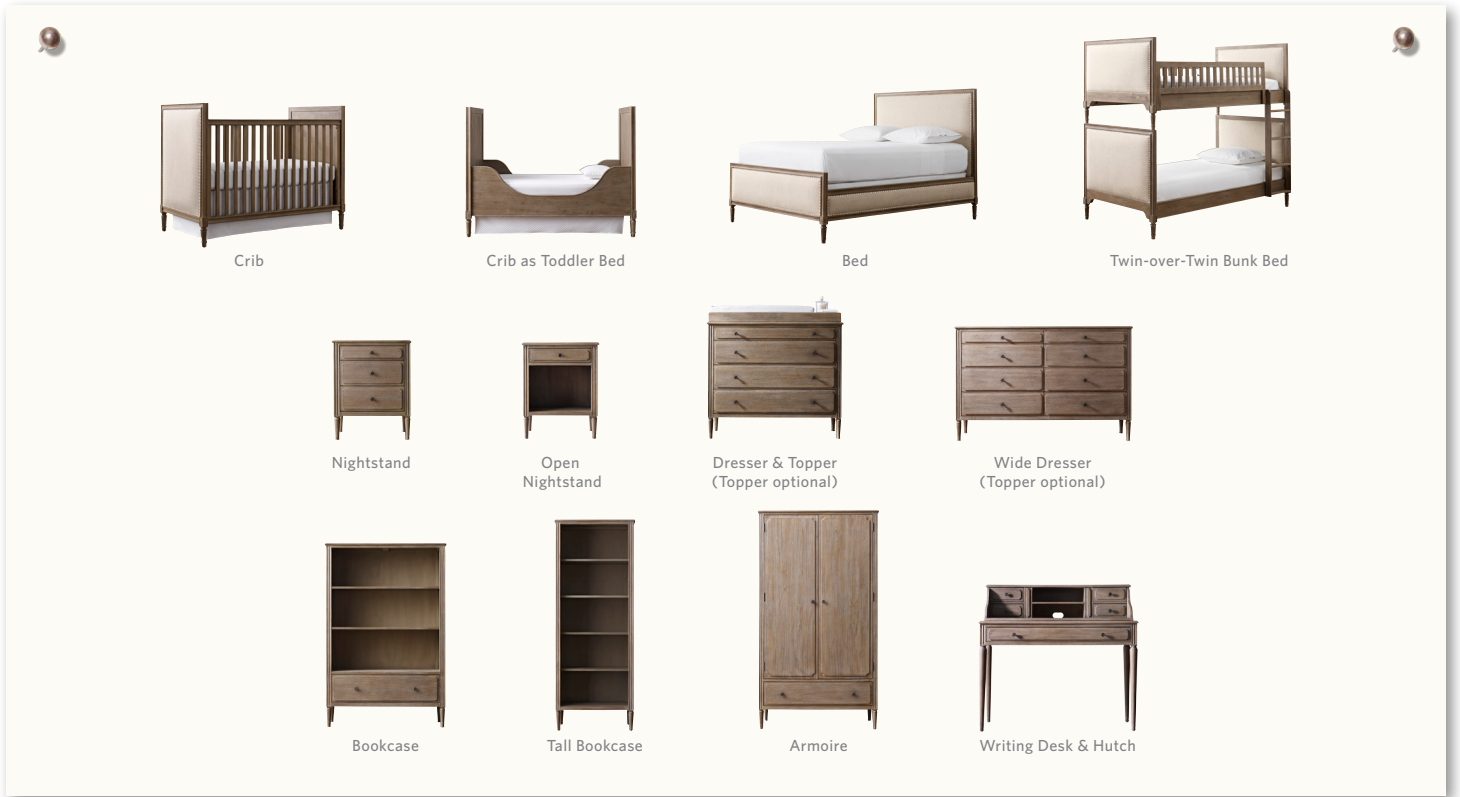 Crib
Crib as Toddler Bed
Bed
Twin-over-Twin Bunk Bed
Nightstand
Open
Nightstand
Dresser & Topper
(Topper optional)
Wide Dresser
(Topper optional)
Bookcase
Tall Bookcase
Armoire
Writing Desk & Hutch